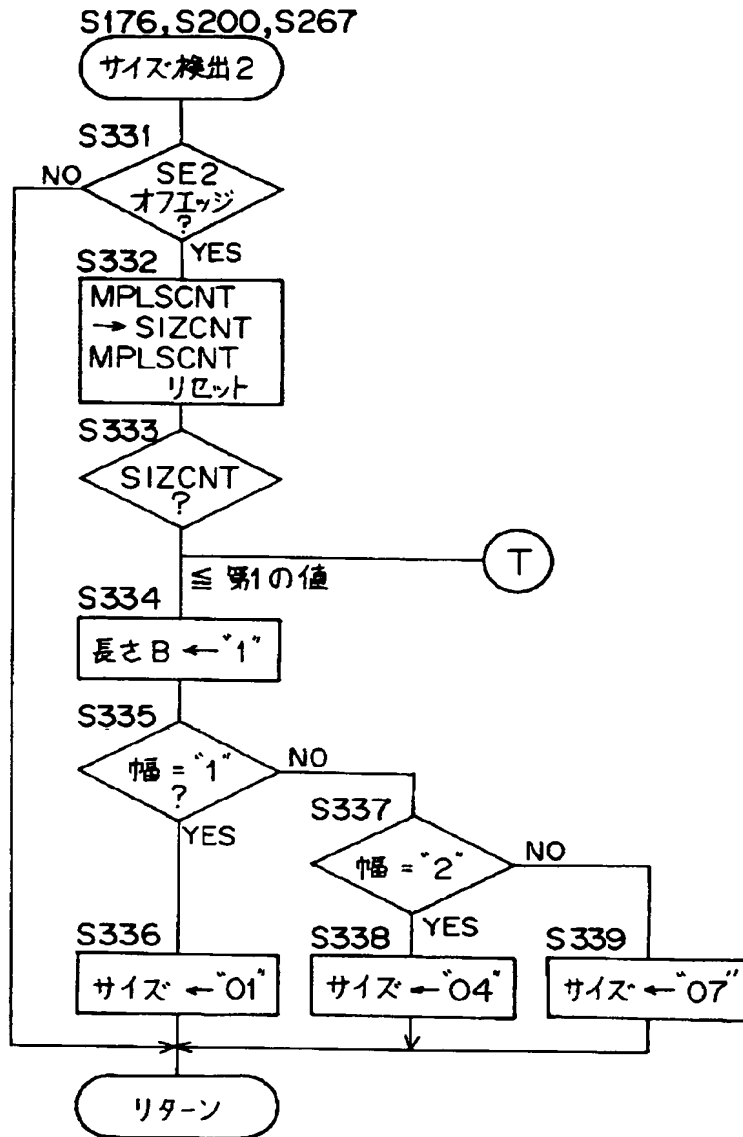 S176,S200,S267
サイズ検出2
S331
NO
SE2
オフエッジ
?
YES
S332
MPLSCNT
→ SIZCNT
MPLSCNT
リセット
S333
SIZCNT
?
T
≦ 第1の値
S334
長さB ←"1"
S335
幅="1"
?
NO
YES
S337
幅="2"
NO
YES
S336
サイズ ←"01"
S338
サイズ ←"04"
S339
サイズ ←"07"
リターン